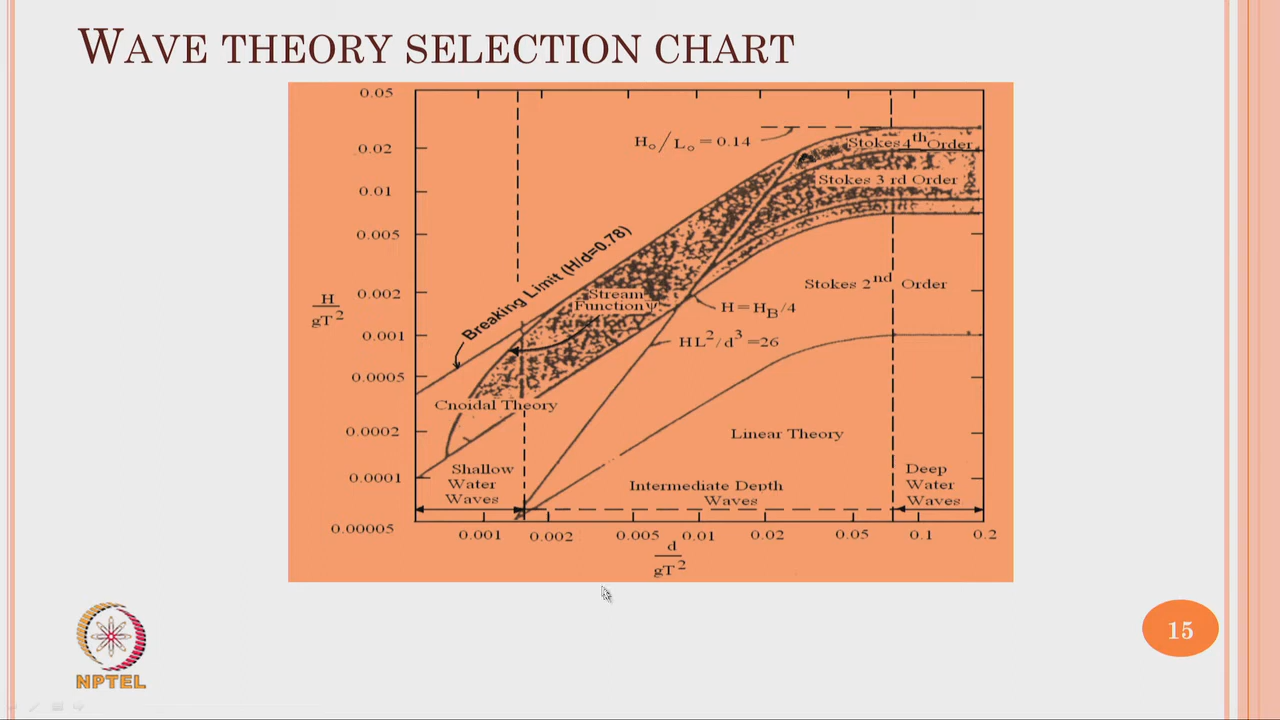 WAVE THEORY SELECTION CHART
0.05
0.02
0.01
0.005
0.002
0.001
0.0005
0.0002
0.0001
0.00005
H
gT²
Hₒ/Lₒ = 0.14
Stokes 4th Order
Stokes 3 rd Order
Breaking Limit (H/d=0.78)
Stokes 2nd Order
Stream
Function ψ
H=H_B/4
HL²/d³ =26
Cnoidal Theory
Linear Theory
Shallow
Water
Waves
Intermediate Depth
Waves
Deep
Water
Waves
0.001 0.002 0.005 0.01 0.02 0.05 0.1 0.2
d
gT²
15
NPTEL